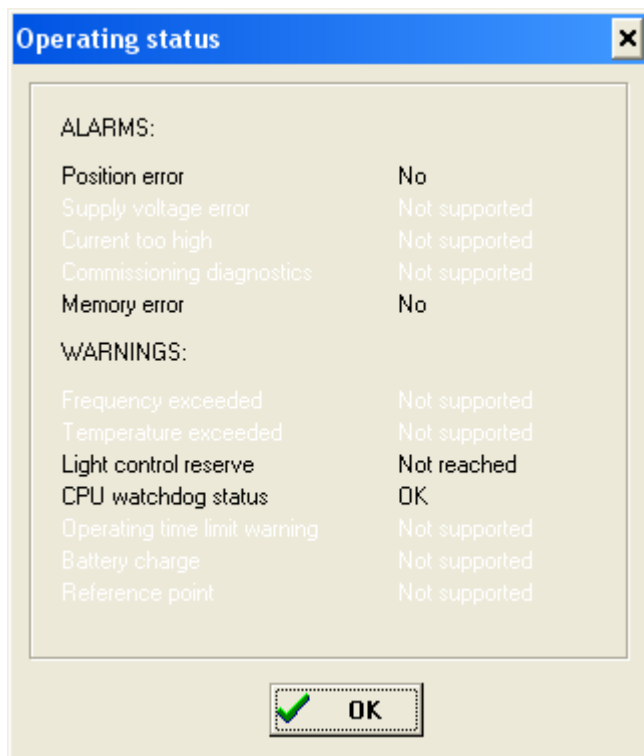 Operating status
ALARMS:
Position error No
Supply voltage error Not supported
Current too high Not supported
Commissioning diagnostics Not supported
Memory error No
WARNINGS:
Frequency exceeded Not supported
Temperature exceeded Not supported
Light control reserve Not reached
CPU watchdog status OK
Operating time limit warning Not supported
Battery charge Not supported
Reference point Not supported
OK